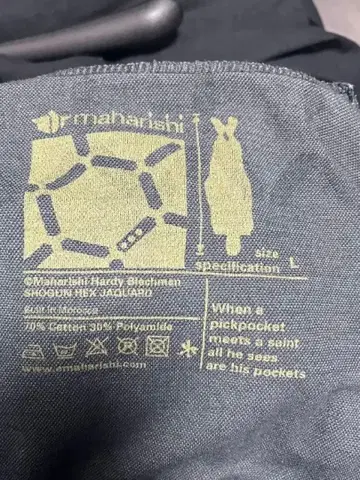 maharishi
size
specification L
©Maharishi Hardy Blechman
SHOGUN HEX JAQUARD
Built in Morocco
70% Cotton 30% Polyamide
www.emaharishi.com
When a
pickpocket
meets a saint
all he sees
are his pockets